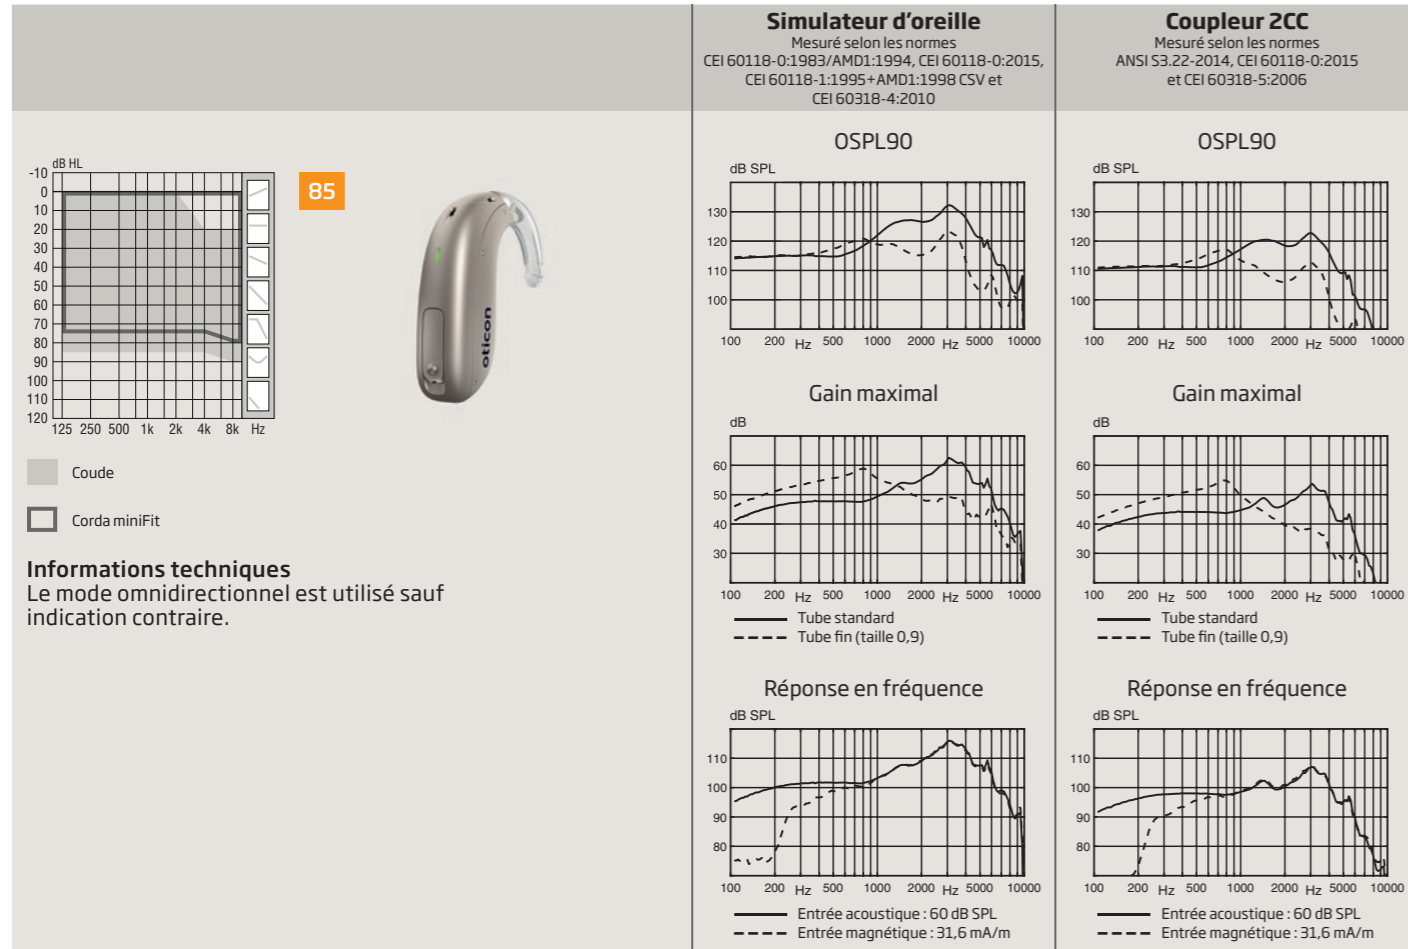 Simulateur d'oreille
Mesuré selon les normes
CEI 60118-0:1983/AMD1:1994, CEI 60118-0:2015,
CEI 60118-1:1995+AMD1:1998 CSV et
CEI 60318-4:2010
Coupleur 2CC
Mesuré selon les normes
ANSI S3.22-2014, CEI 60118-0:2015
et CEI 60318-5:2006
dB HL
-10
0
10
20
30
40
50
60
70
80
90
100
110
120
125 250 500 1k 2k 4k 8k Hz
85
oticon
Coude
Corda miniFit
Informations techniques
Le mode omnidirectionnel est utilisé sauf
indication contraire.
OSPL90
dB SPL
130
120
110
100
100 200 Hz 500 1000 2000 Hz 5000 10000
Gain maximal
dB
60
50
40
30
100 200 Hz 500 1000 2000 Hz 5000 10000
Tube standard
Tube fin (taille 0,9)
Réponse en fréquence
dB SPL
110
100
90
80
100 200 Hz 500 1000 2000 Hz 5000 10000
Entrée acoustique : 60 dB SPL
Entrée magnétique : 31,6 mA/m
OSPL90
dB SPL
130
120
110
100
100 200 Hz 500 1000 2000 Hz 5000 10000
Gain maximal
dB
60
50
40
30
100 200 Hz 500 1000 2000 Hz 5000 10000
Tube standard
Tube fin (taille 0,9)
Réponse en fréquence
dB SPL
110
100
90
80
100 200 Hz 500 1000 2000 Hz 5000 10000
Entrée acoustique : 60 dB SPL
Entrée magnétique : 31,6 mA/m